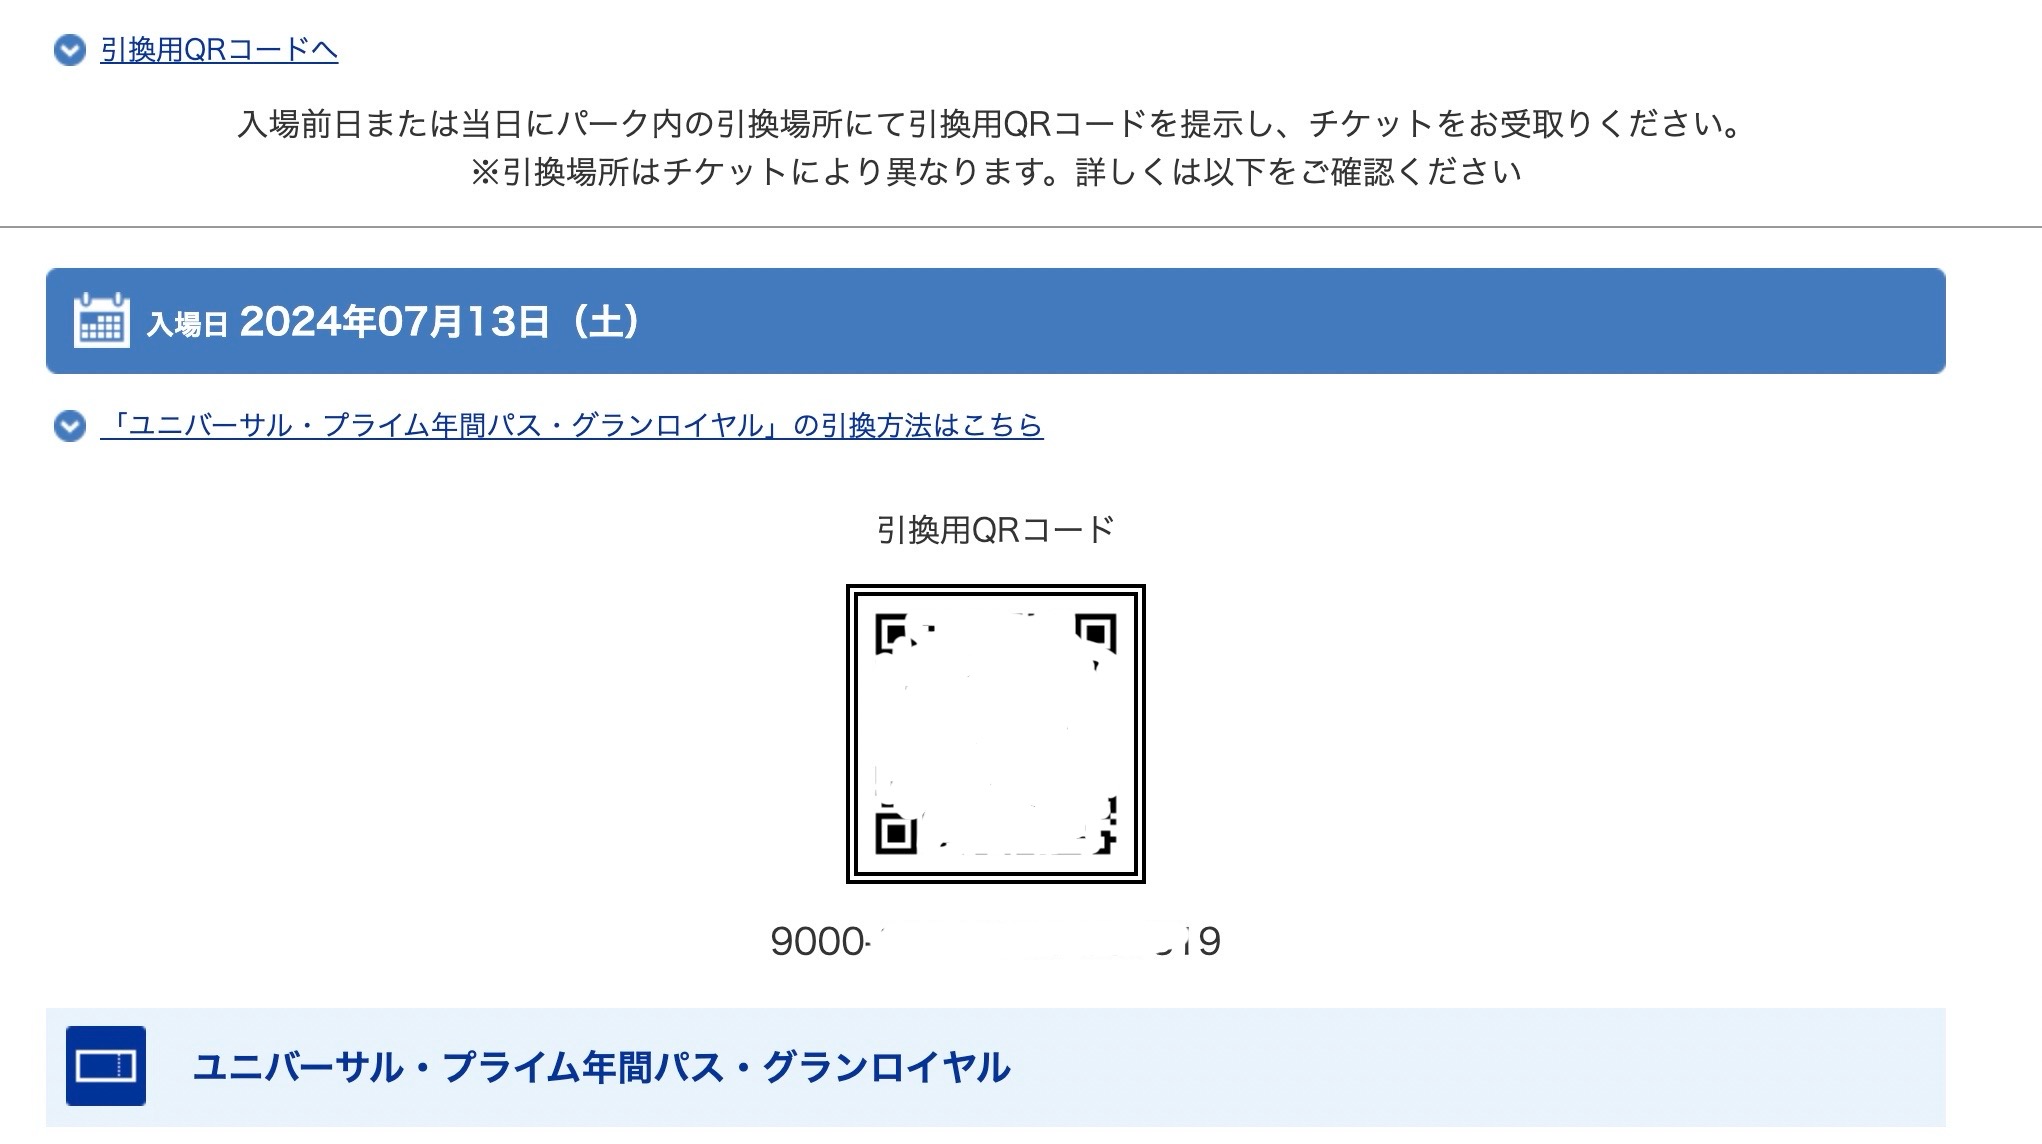 引換用QRコードへ
入場前日または当日にパーク内の引換場所にて引換用QRコードを提示し、チケットをお受取りください。
※引換場所はチケットにより異なります。詳しくは以下をご確認ください
入場日 2024年07月13日（土）
「ユニバーサル・プライム年間パス・グランロイヤル」の引換方法はこちら
引換用QRコード
9000- 19
ユニバーサル・プライム年間パス・グランロイヤル